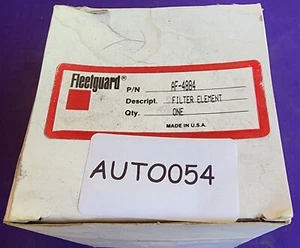 Fleetguard®
P/N AF-4884
Descript. FILTER ELEMENT
Qty. ONE
MADE IN U.S.A.
AUTO054